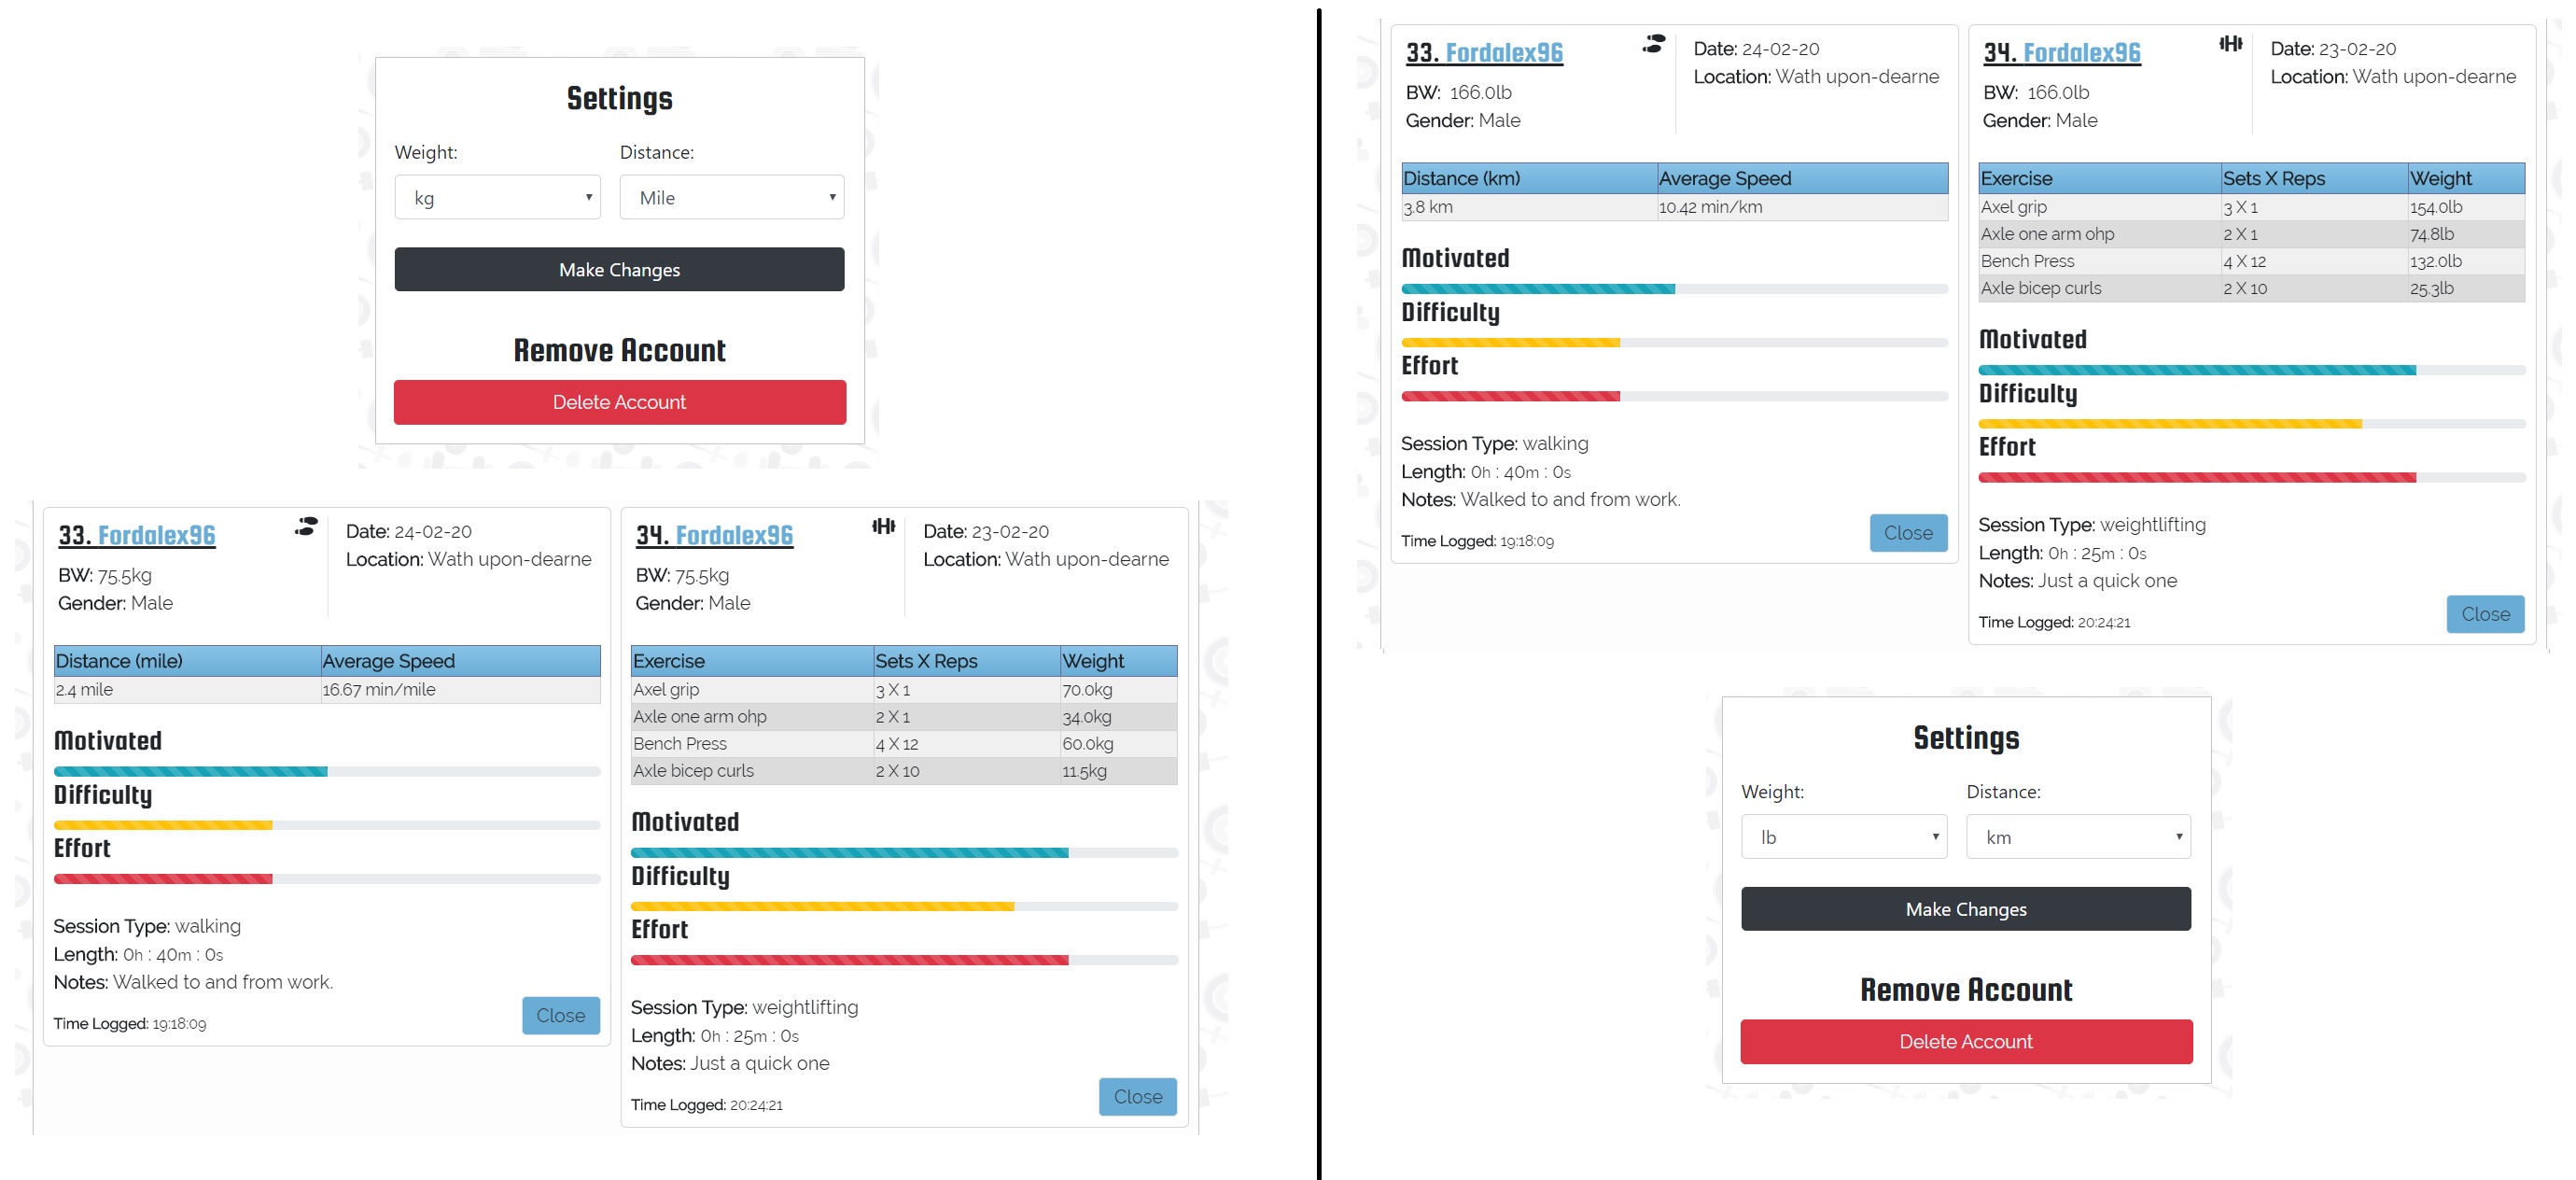 Settings
Weight: Distance:
kg Mile
Make Changes
Remove Account
Delete Account
33. Fordalex96
BW: 75.5kg
Gender: Male
Date: 24-02-20
Location: Wath upon-dearne
Distance (mile) Average Speed
2.4 mile 16.67 min/mile
Motivated
Difficulty
Effort
Session Type: walking
Length: 0h : 40m : 0s
Notes: Walked to and from work.
Time Logged: 19:18:09
Close
34. Fordalex96
BW: 75.5kg
Gender: Male
Date: 23-02-20
Location: Wath upon-dearne
Exercise Sets X Reps Weight
Axel grip 3 X 1 70.0kg
Axle one arm ohp 2 X 1 34.0kg
Bench Press 4 X 12 60.0kg
Axle bicep curls 2 X 10 11.5kg
Motivated
Difficulty
Effort
Session Type: weightlifting
Length: 0h : 25m : 0s
Notes: Just a quick one
Time Logged: 20:24:21
Close
33. Fordalex96
BW: 166.0lb
Gender: Male
Date: 24-02-20
Location: Wath upon-dearne
Distance (km) Average Speed
3.8 km 10.42 min/km
Motivated
Difficulty
Effort
Session Type: walking
Length: 0h : 40m : 0s
Notes: Walked to and from work.
Time Logged: 19:18:09
Close
34. Fordalex96
BW: 166.0lb
Gender: Male
Date: 23-02-20
Location: Wath upon-dearne
Exercise Sets X Reps Weight
Axel grip 3 X 1 154.0lb
Axle one arm ohp 2 X 1 74.8lb
Bench Press 4 X 12 132.0lb
Axle bicep curls 2 X 10 25.3lb
Motivated
Difficulty
Effort
Session Type: weightlifting
Length: 0h : 25m : 0s
Notes: Just a quick one
Time Logged: 20:24:21
Close
Settings
Weight: Distance:
lb km
Make Changes
Remove Account
Delete Account